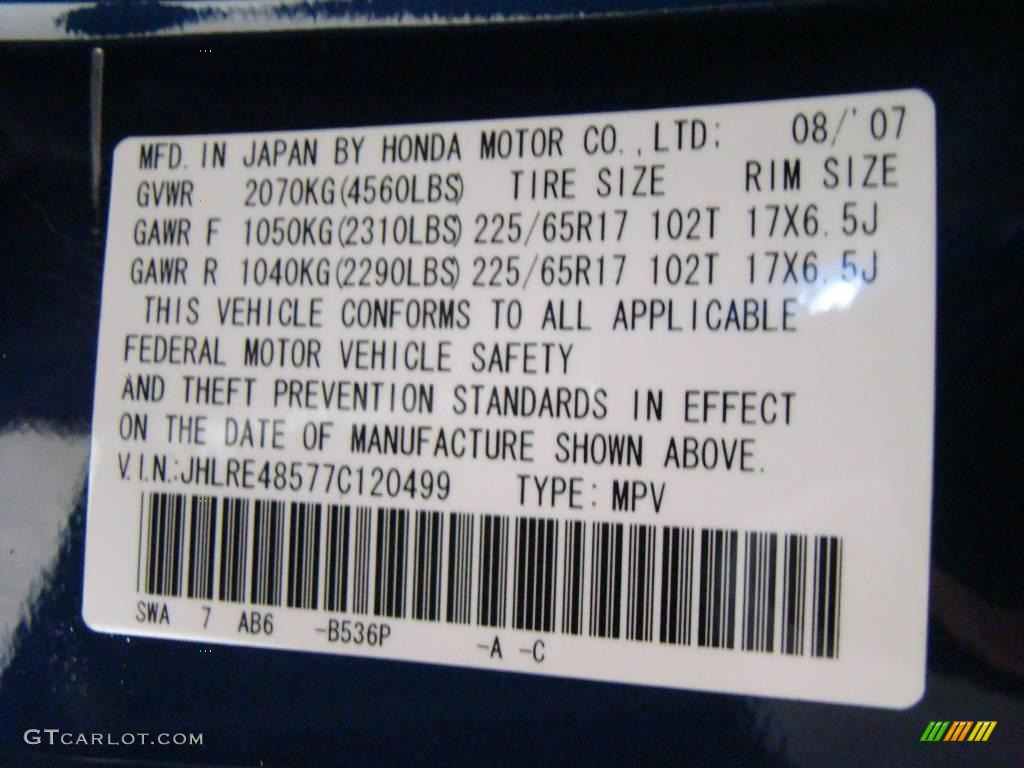 MFD. IN JAPAN BY HONDA MOTOR CO., LTD; 08/'07
GVWR 2070KG(4560LBS) TIRE SIZE RIM SIZE
GAWR F 1050KG(2310LBS) 225/65R17 102T 17X6.5J
GAWR R 1040KG(2290LBS) 225/65R17 102T 17X6.5J
THIS VEHICLE CONFORMS TO ALL APPLICABLE
FEDERAL MOTOR VEHICLE SAFETY
AND THEFT PREVENTION STANDARDS IN EFFECT
ON THE DATE OF MANUFACTURE SHOWN ABOVE.
V.I.N.:JHLRE48577C120499 TYPE: MPV
SWA 7 AB6 -B536P -A -C
GTCARLOT.COM